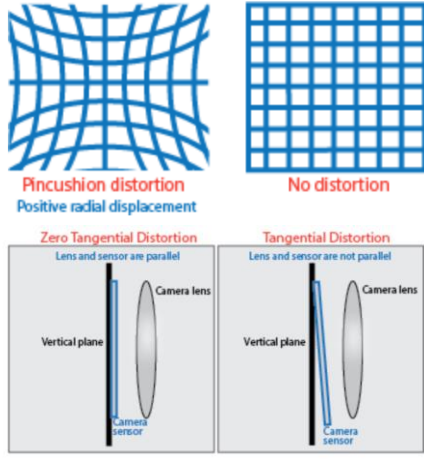 Pincushion distortion
No distortion
Positive radial displacement
Zero Tangential Distortion
Lens and sensor are parallel
Camera lens
Vertical plane
Camera
sensor
Tangential Distortion
Lens and sensor are not parallel
Camera lens
Vertical plane
Camera
sensor